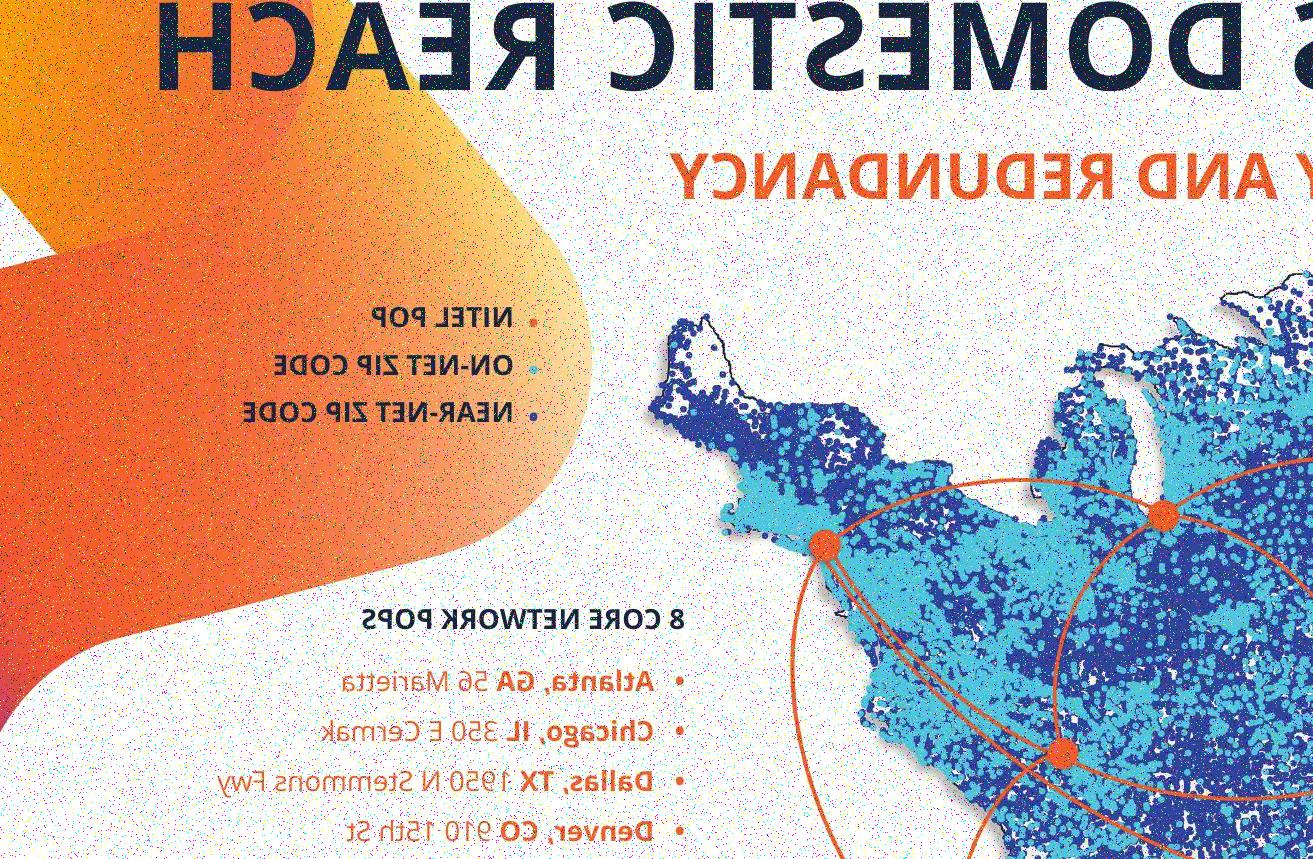 S DOMESTIC REACH
Y AND REDUNDANCY
• NITEL POP
• ON-NET ZIP CODE
• NEAR-NET ZIP CODE
8 CORE NETWORK POPS
• Atlanta, GA 56 Marietta
• Chicago, IL 350 E Cermak
• Dallas, TX 1950 N Stemmons Fwy
• Denver, CO 910 15th St